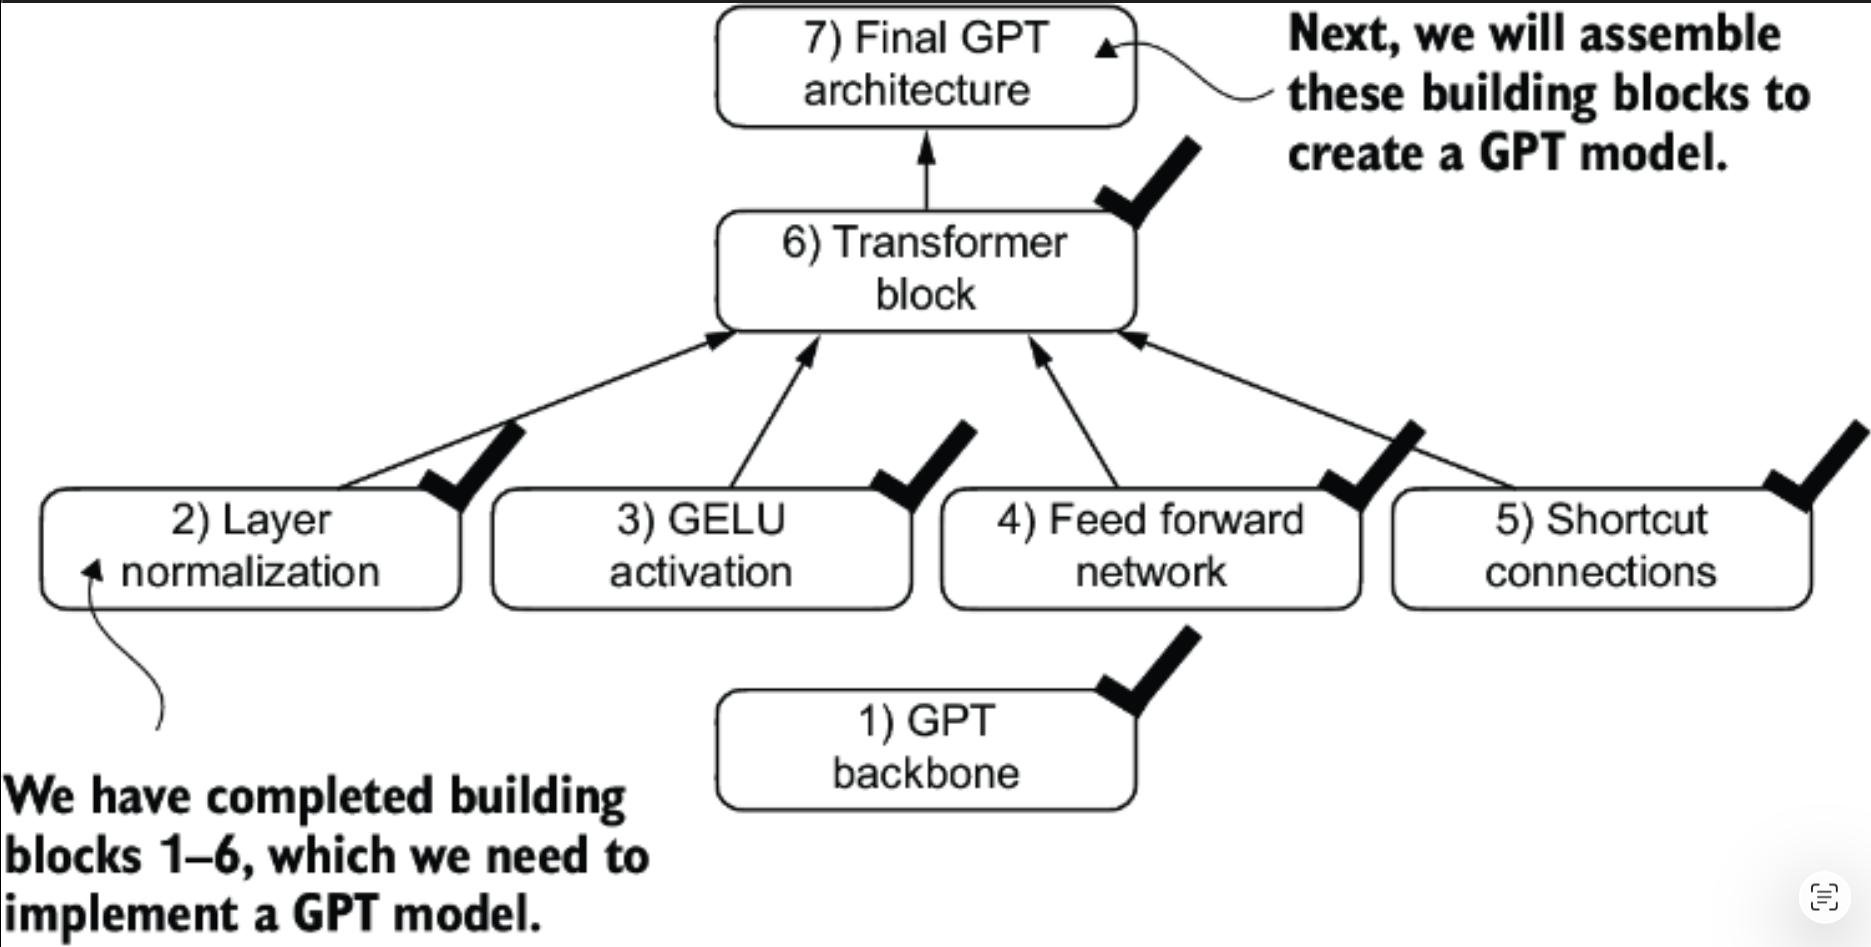 7) Final GPT
architecture
Next, we will assemble
these building blocks to
create a GPT model.
6) Transformer
block
2) Layer
normalization
3) GELU
activation
4) Feed forward
network
5) Shortcut
connections
1) GPT
backbone
We have completed building
blocks 1–6, which we need to
implement a GPT model.